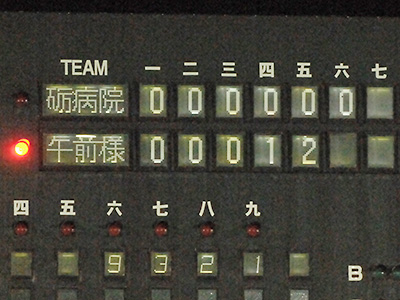 TEAM 一 二 三 四 五 六 七
砺病院 0 0 0 0 0 0
午前様 0 0 0 1 2
四 五 六 七 八 九
9 3 2 1 B